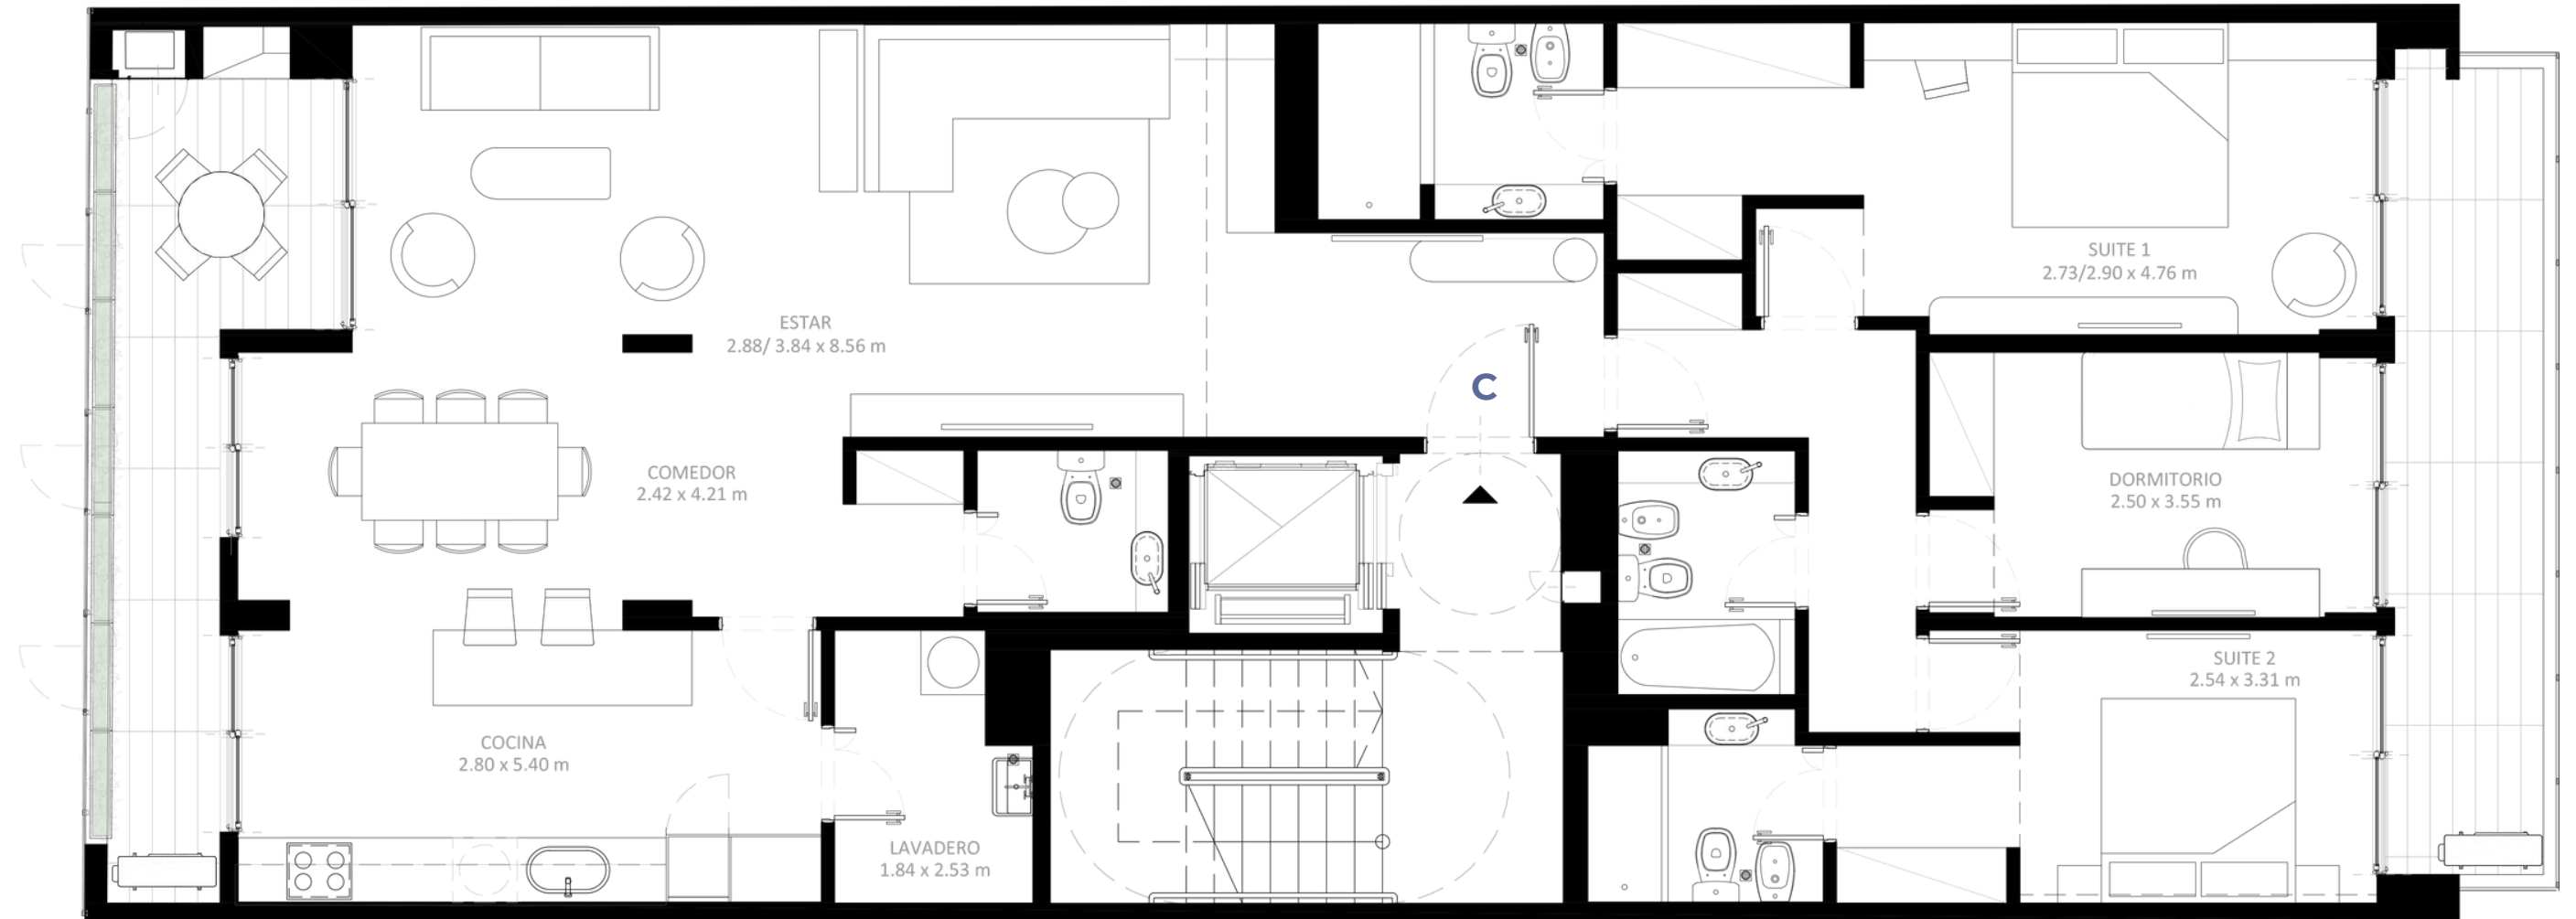 SUITE 1
2.73/2.90 x 4.76 m
ESTAR
2.88/ 3.84 x 8.56 m
C
COMEDOR
2.42 x 4.21 m
DORMITORIO
2.50 x 3.55 m
SUITE 2
2.54 x 3.31 m
COCINA
2.80 x 5.40 m
LAVADERO
1.84 x 2.53 m